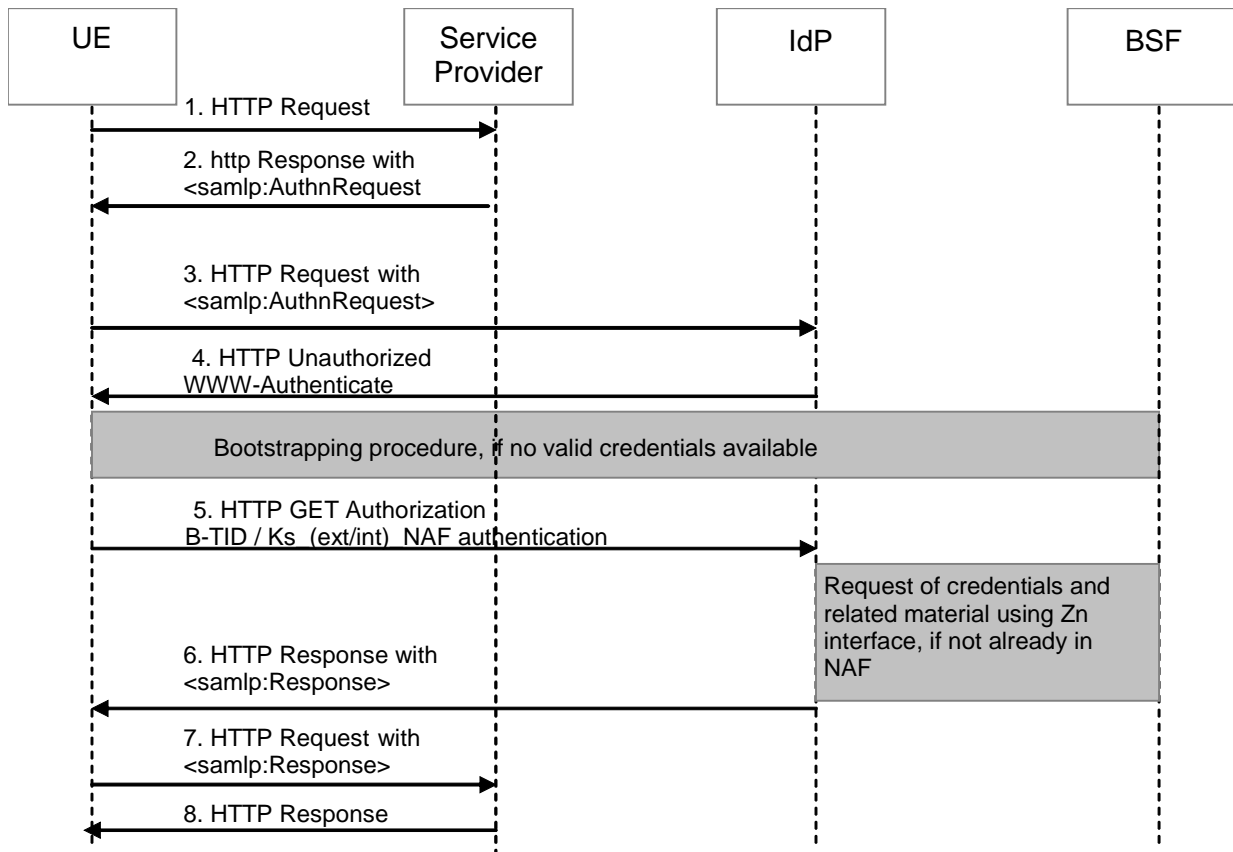 UE
Service
Provider
IdP
BSF
1. HTTP Request
2. http Response with
<samlp:AuthnRequest
3. HTTP Request with
<samlp:AuthnRequest>
4. HTTP Unauthorized
WWW-Authenticate
Bootstrapping procedure, if no valid credentials available
5. HTTP GET Authorization
B-TID / Ks_(ext/int)_NAF authentication
Request of credentials and
related material using Zn
interface, if not already in
NAF
6. HTTP Response with
<samlp:Response>
7. HTTP Request with
<samlp:Response>
8. HTTP Response